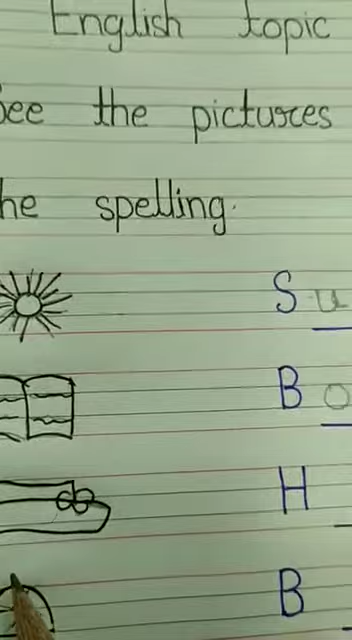 English topic
See the pictures
the spelling.
S u
B o
H
B